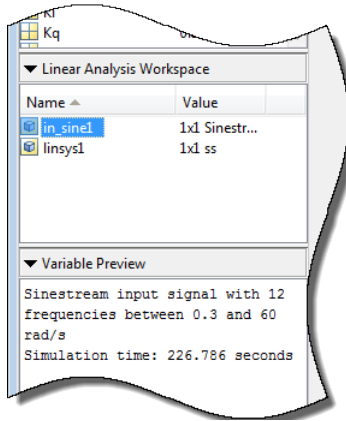 Kq
▼ Linear Analysis Workspace
Name Value
in_sine1 1x1 Sinestr...
linsys1 1x1 ss
▼ Variable Preview
Sinestream input signal with 12
frequencies between 0.3 and 60
rad/s
Simulation time: 226.786 seconds